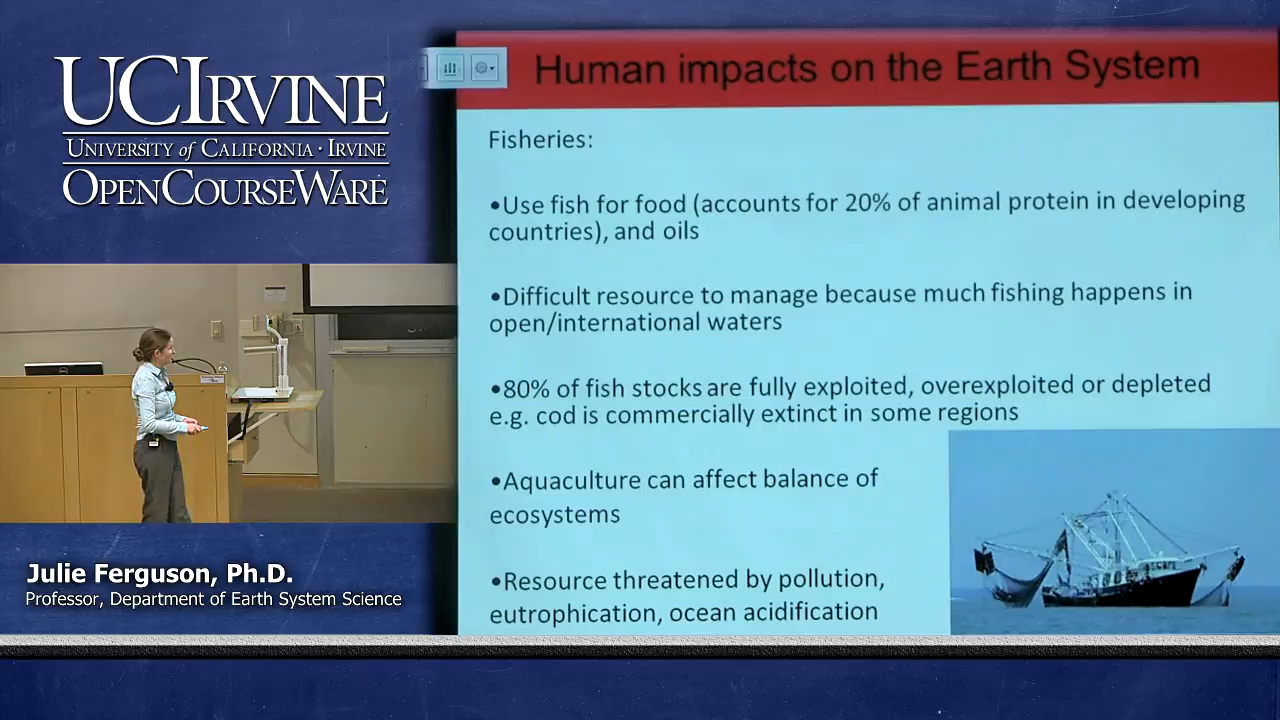 UCIRVINE
UNIVERSITY of CALIFORNIA · IRVINE
OPENCOURSEWARE
Human impacts on the Earth System
Fisheries:
•Use fish for food (accounts for 20% of animal protein in developing
countries), and oils
•Difficult resource to manage because much fishing happens in
open/international waters
•80% of fish stocks are fully exploited, overexploited or depleted
e.g. cod is commercially extinct in some regions
•Aquaculture can affect balance of
ecosystems
•Resource threatened by pollution,
eutrophication, ocean acidification
Julie Ferguson, Ph.D.
Professor, Department of Earth System Science